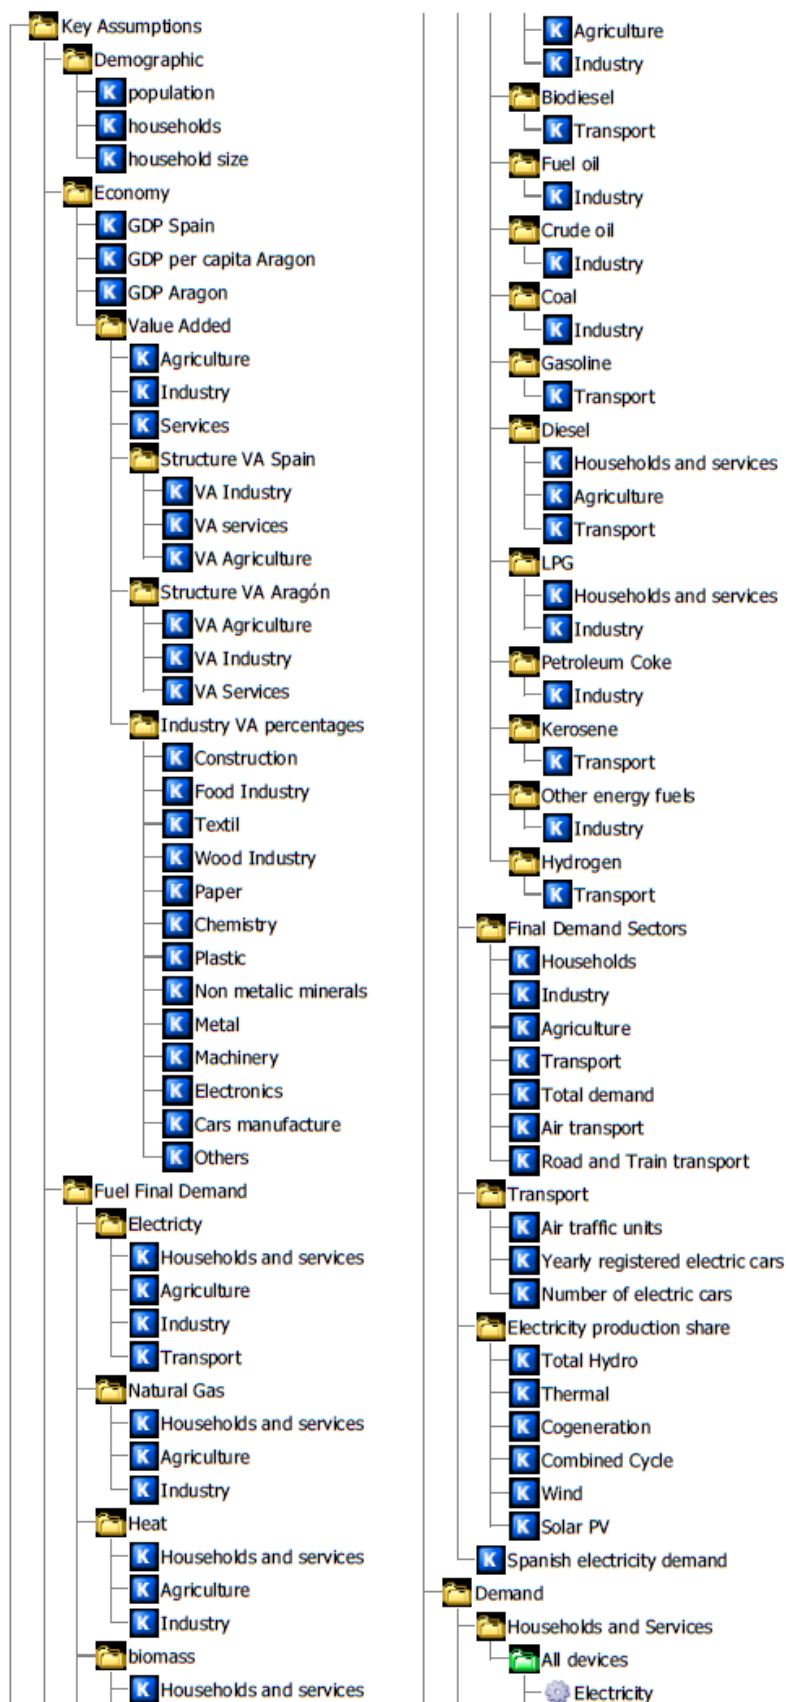 Key Assumptions
Demographic
K population
K households
K household size
Economy
K GDP Spain
K GDP per capita Aragon
K GDP Aragon
Value Added
K Agriculture
K Industry
K Services
Structure VA Spain
K VA Industry
K VA services
K VA Agriculture
Structure VA Aragón
K VA Agriculture
K VA Industry
K VA Services
Industry VA percentages
K Construction
K Food Industry
K Textil
K Wood Industry
K Paper
K Chemistry
K Plastic
K Non metalic minerals
K Metal
K Machinery
K Electronics
K Cars manufacture
K Others
Fuel Final Demand
Electricty
K Households and services
K Agriculture
K Industry
K Transport
Natural Gas
K Households and services
K Agriculture
K Industry
Heat
K Households and services
K Agriculture
K Industry
biomass
K Households and services
K Agriculture
K Industry
Biodiesel
K Transport
Fuel oil
K Industry
Crude oil
K Industry
Coal
K Industry
Gasoline
K Transport
Diesel
K Households and services
K Agriculture
K Transport
LPG
K Households and services
K Industry
Petroleum Coke
K Industry
Kerosene
K Transport
Other energy fuels
K Industry
Hydrogen
K Transport
Final Demand Sectors
K Households
K Industry
K Agriculture
K Transport
K Total demand
K Air transport
K Road and Train transport
Transport
K Air traffic units
K Yearly registered electric cars
K Number of electric cars
Electricity production share
K Total Hydro
K Thermal
K Cogeneration
K Combined Cycle
K Wind
K Solar PV
K Spanish electricity demand
Demand
Households and Services
All devices
Electricity